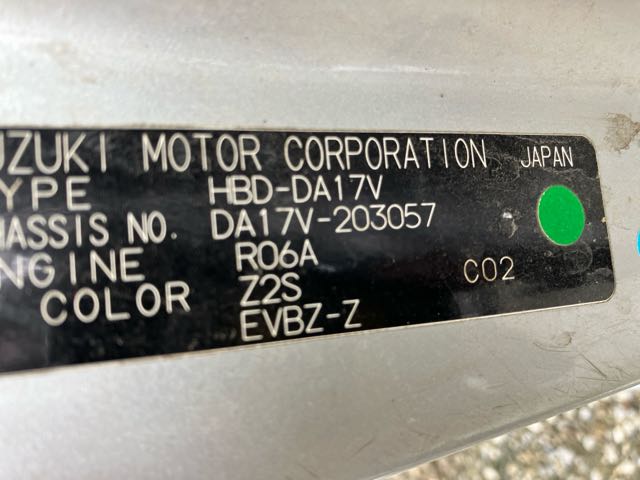 UZUKI MOTOR CORPORATION JAPAN
YPE HBD-DA17V
HASSIS NO. DA17V-203057
NGINE R06A
COLOR Z2S C02
EVBZ-Z